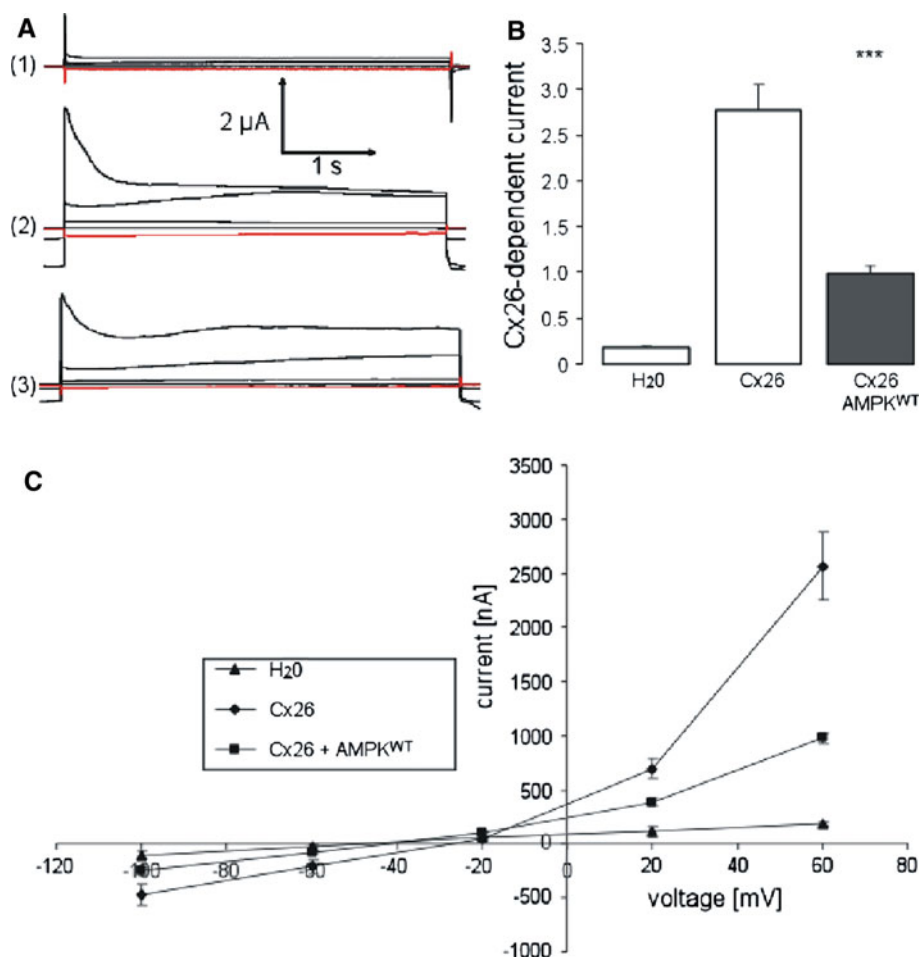 A
(1)
2 µA
1 s
(2)
(3)
B
Cx26-dependent current
3.5
3.0
2.5
2.0
1.5
1.0
0.5
0
***
H20
Cx26
Cx26
AMPKWT
C
current [nA]
3500
3000
2500
2000
1500
1000
500
0
-500
-1000
H20
Cx26
Cx26 + AMPKWT
-120
-100
-80
-60
-40
-20
0
20
40
60
80
voltage [mV]